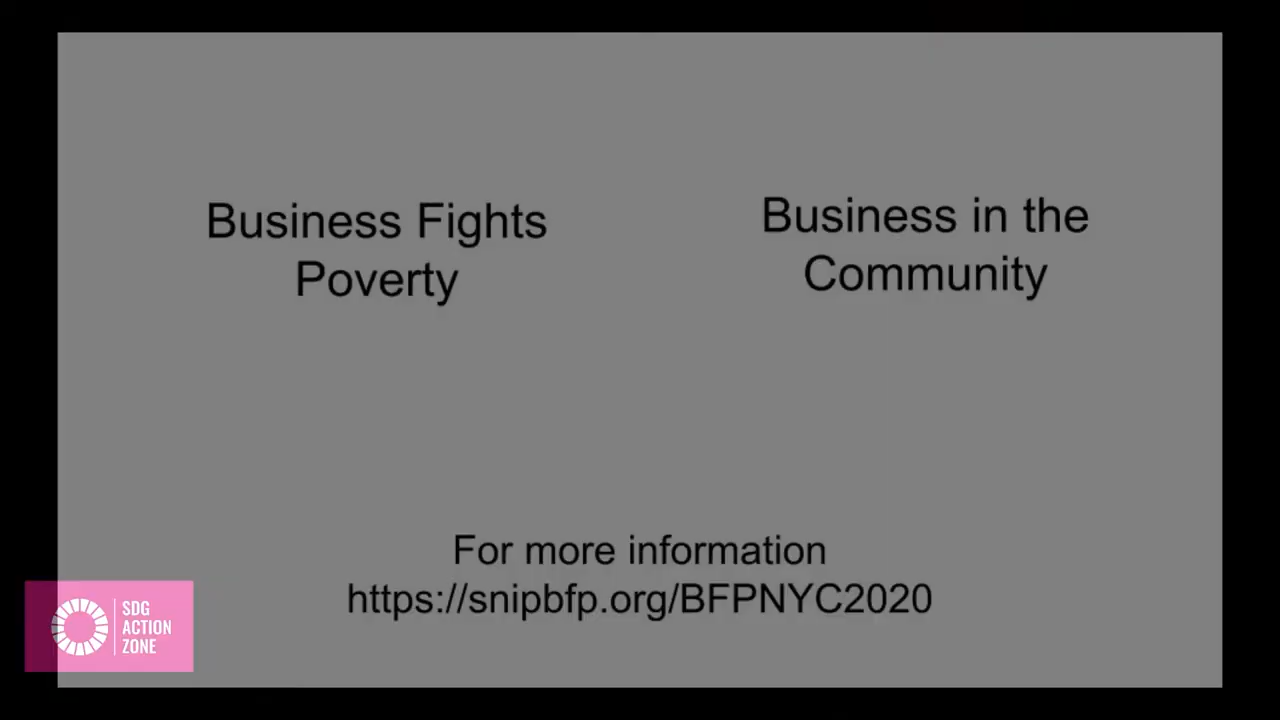 Business Fights
Poverty
Business in the
Community
For more information
https://snipbfp.org/BFPNYC2020
SDG
ACTION
ZONE